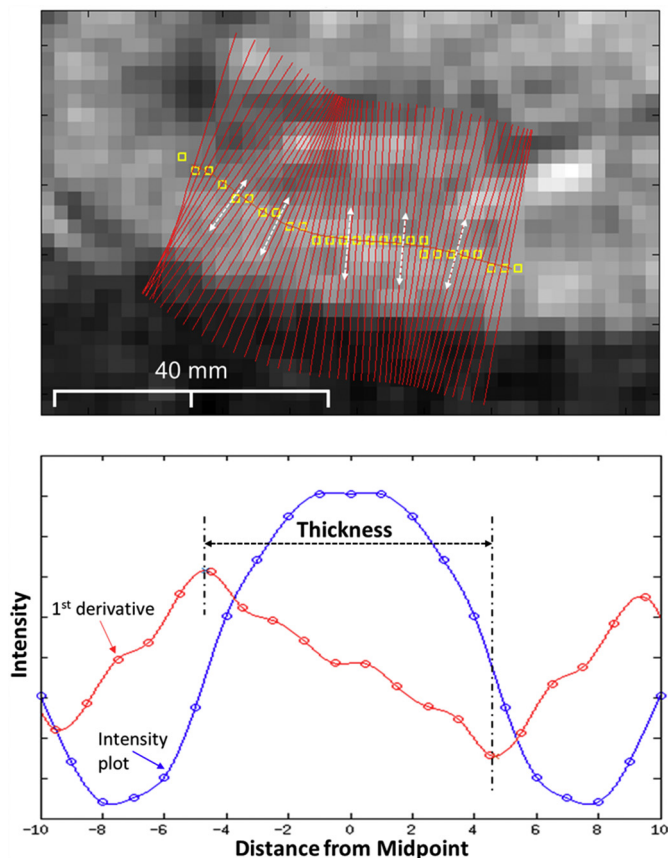 40 mm
Thickness
1st derivative
Intensity
Intensity
plot
-10 -8 -6 -4 -2 0 2 4 6 8 10
Distance from Midpoint